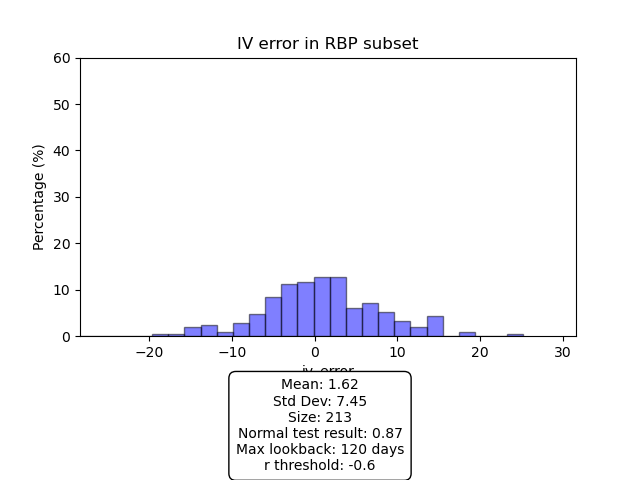 IV error in RBP subset
60
50
40
30
20
10
0
Percentage (%)
−20
−10
0
10
20
30
iv_error
Mean: 1.62
Std Dev: 7.45
Size: 213
Normal test result: 0.87
Max lookback: 120 days
r threshold: -0.6